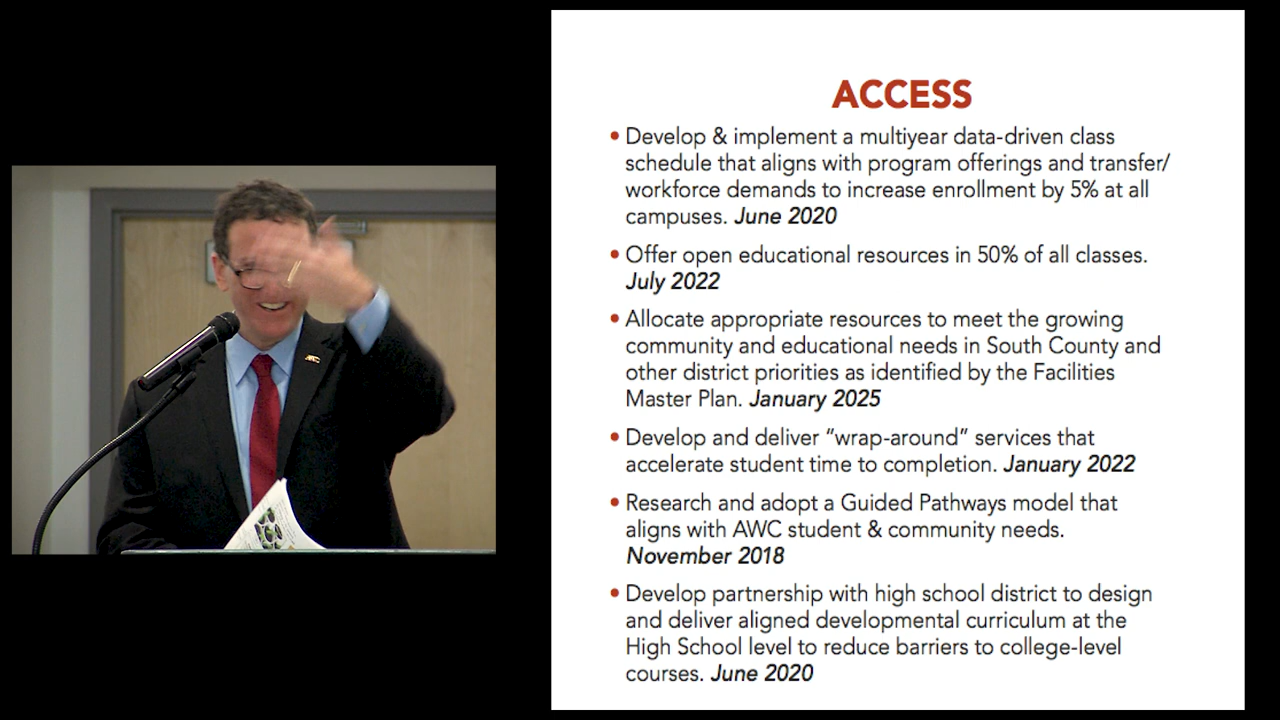 ACCESS
• Develop & implement a multiyear data-driven class
schedule that aligns with program offerings and transfer/
workforce demands to increase enrollment by 5% at all
campuses. June 2020
• Offer open educational resources in 50% of all classes.
July 2022
• Allocate appropriate resources to meet the growing
community and educational needs in South County and
other district priorities as identified by the Facilities
Master Plan. January 2025
• Develop and deliver “wrap-around” services that
accelerate student time to completion. January 2022
• Research and adopt a Guided Pathways model that
aligns with AWC student & community needs.
November 2018
• Develop partnership with high school district to design
and deliver aligned developmental curriculum at the
High School level to reduce barriers to college-level
courses. June 2020